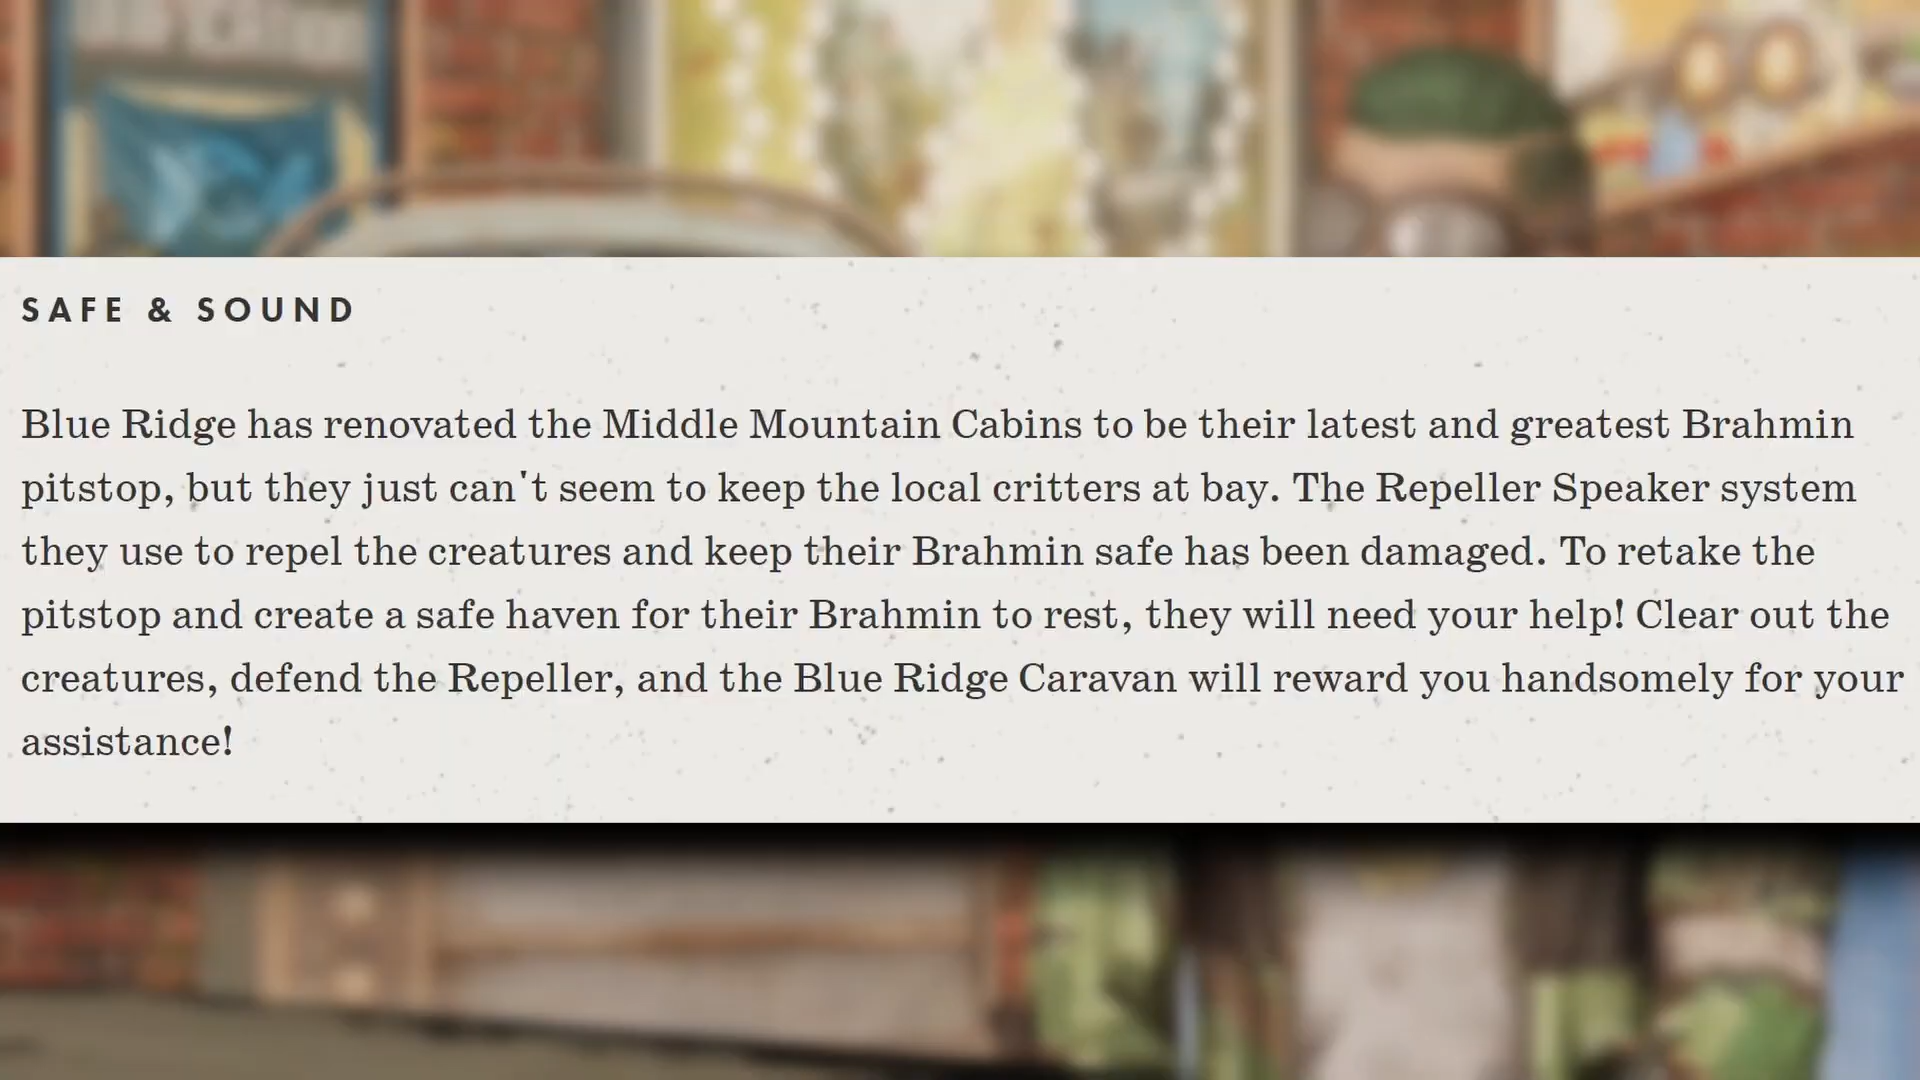 SAFE & SOUND
Blue Ridge has renovated the Middle Mountain Cabins to be their latest and greatest Brahmin
pitstop, but they just can't seem to keep the local critters at bay. The Repeller Speaker system
they use to repel the creatures and keep their Brahmin safe has been damaged. To retake the
pitstop and create a safe haven for their Brahmin to rest, they will need your help! Clear out the
creatures, defend the Repeller, and the Blue Ridge Caravan will reward you handsomely for your
assistance!